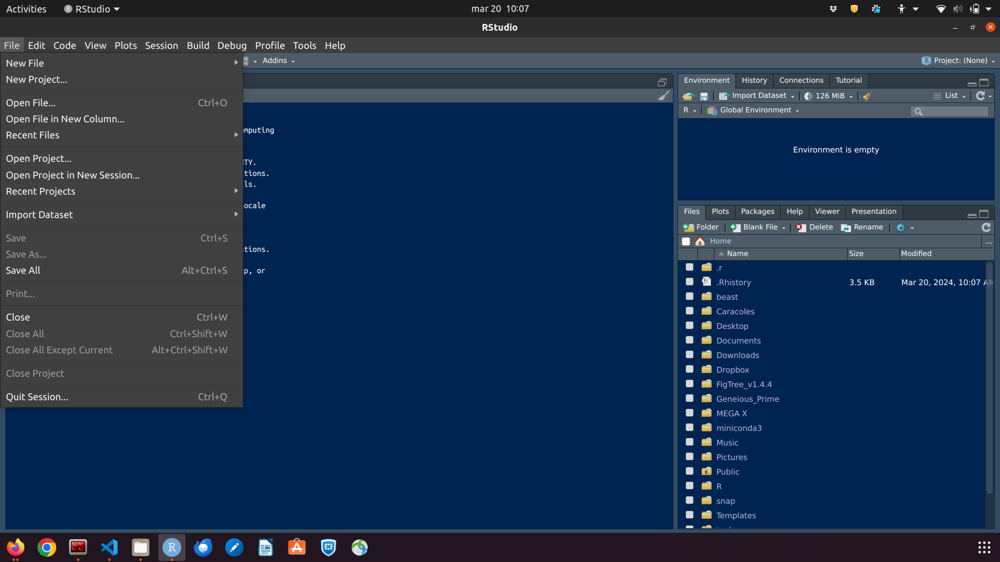 Activities RStudio mar 20 10:07
RStudio
File Edit Code View Plots Session Build Debug Profile Tools Help
New File
New Project...
Open File... Ctrl+O
Open File in New Column...
Recent Files
Open Project...
Open Project in New Session...
Recent Projects
Import Dataset
Save Ctrl+S
Save As...
Save All Alt+Ctrl+S
Print...
Close Ctrl+W
Close All Ctrl+Shift+W
Close All Except Current Alt+Ctrl+Shift+W
Close Project
Quit Session... Ctrl+Q
Addins
Project: (None)
mputing
TY.
tions.
ls.
ocale
tions.
p, or
Environment History Connections Tutorial
Import Dataset 126 MiB List
R Global Environment
Environment is empty
Files Plots Packages Help Viewer Presentation
Folder Blank File Delete Rename
Home ...
Name Size Modified
.r
.Rhistory 3.5 KB Mar 20, 2024, 10:07 AM
beast
Caracoles
Desktop
Documents
Downloads
Dropbox
FigTree_v1.4.4
Geneious_Prime
MEGA X
miniconda3
Music
Pictures
Public
R
snap
Templates